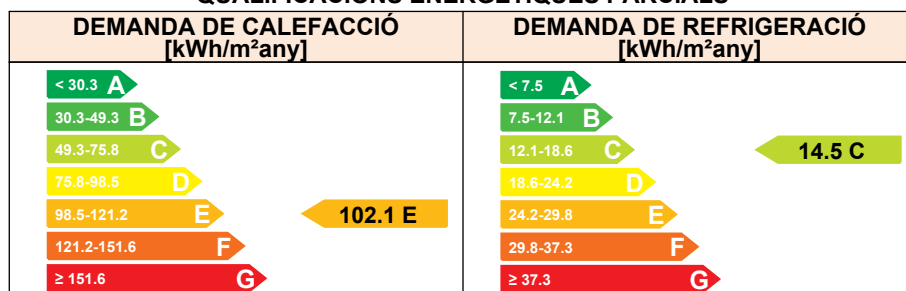 QUALIFICACIONS ENERGÈTIQUES PARCIALS
DEMANDA DE CALEFACCIÓ
[kWh/m²any]
< 30.3 A
30.3-49.3 B
49.3-75.8 C
75.8-98.5 D
98.5-121.2 E
102.1 E
121.2-151.6 F
≥ 151.6 G
DEMANDA DE REFRIGERACIÓ
[kWh/m²any]
< 7.5 A
7.5-12.1 B
12.1-18.6 C
14.5 C
18.6-24.2 D
24.2-29.8 E
29.8-37.3 F
≥ 37.3 G